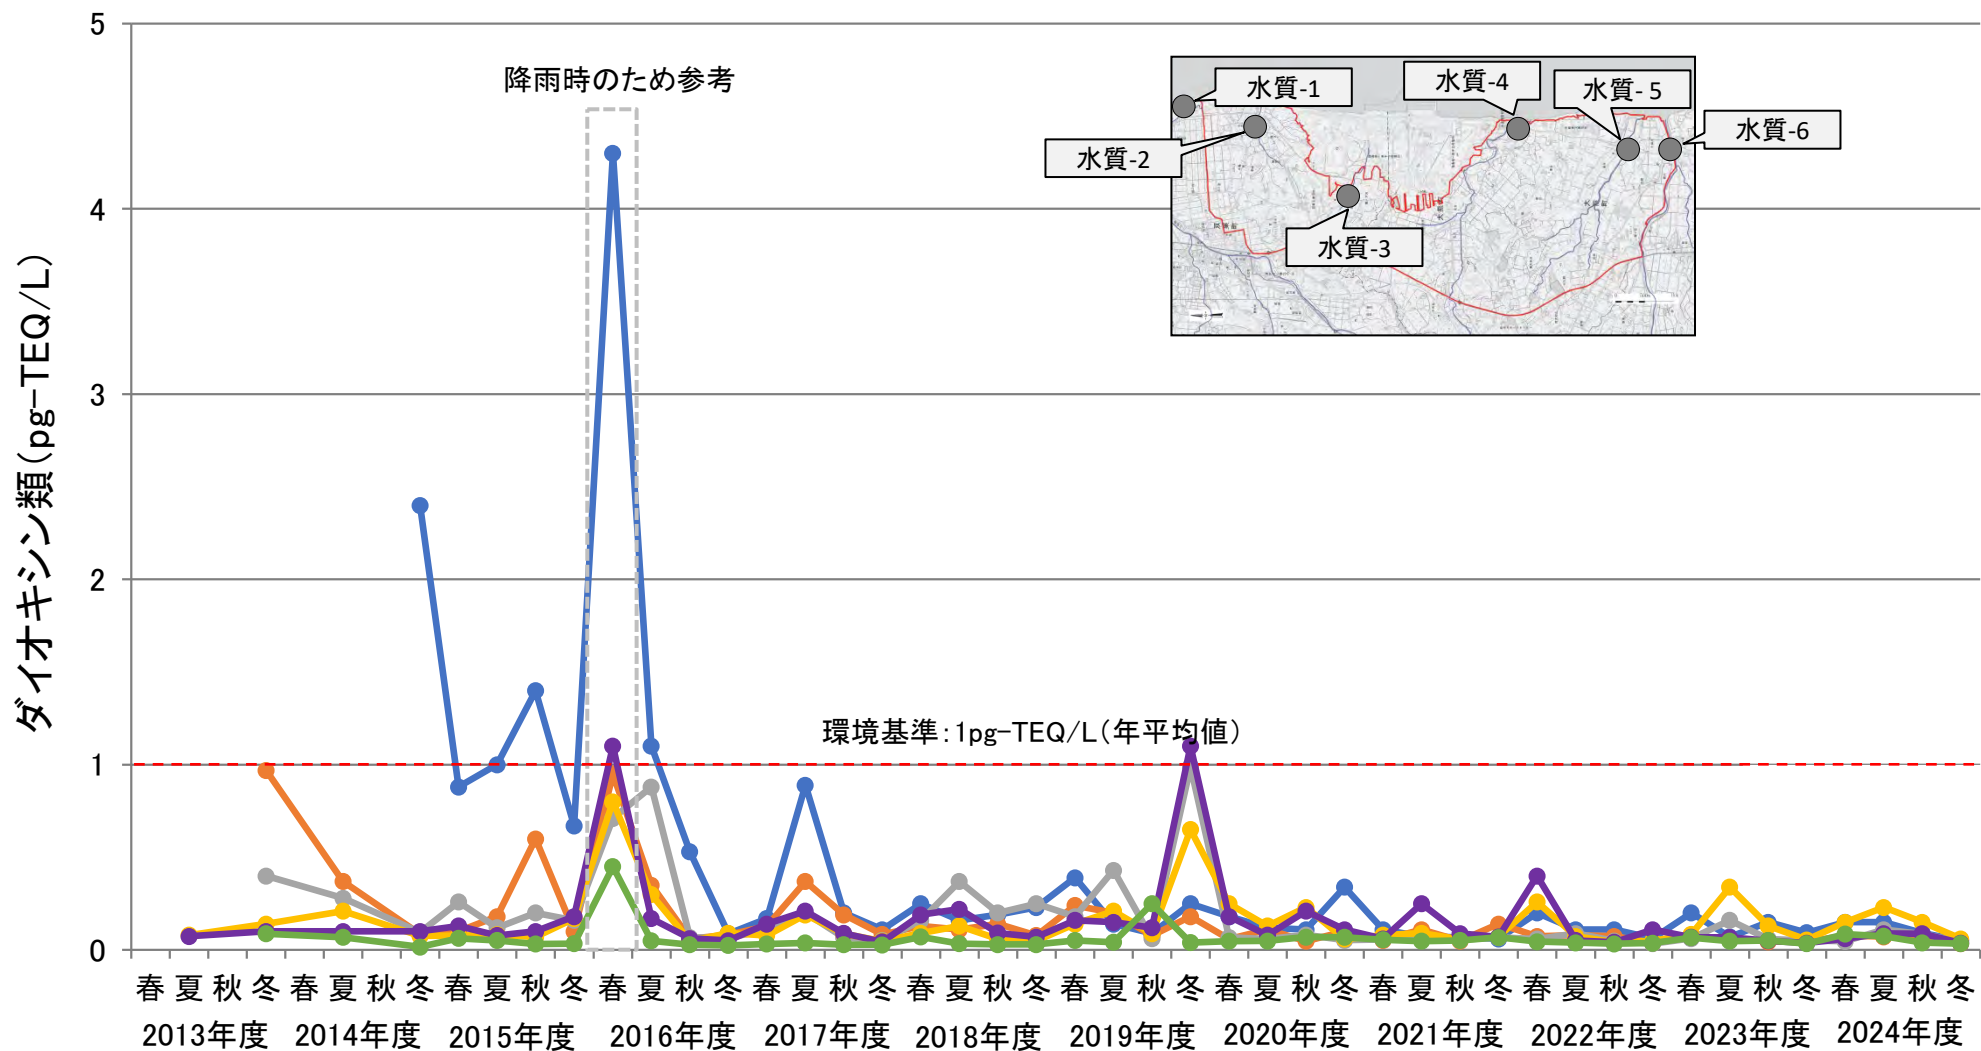 ダイオキシン類(pg-TEQ/L)
5
4
3
2
1
0
降雨時のため参考
環境基準:1pg-TEQ/L(年平均値)
水質-1
水質-2
水質-3
水質-4
水質- 5
水質-6
春 夏 秋 冬 春 夏 秋 冬 春 夏 秋 冬 春 夏 秋 冬 春 夏 秋 冬 春 夏 秋 冬 春 夏 秋 冬 春 夏 秋 冬 春 夏 秋 冬 春 夏 秋 冬 春 夏 秋 冬 春 夏 秋 冬
2013年度 2014年度 2015年度 2016年度 2017年度 2018年度 2019年度 2020年度 2021年度 2022年度 2023年度 2024年度